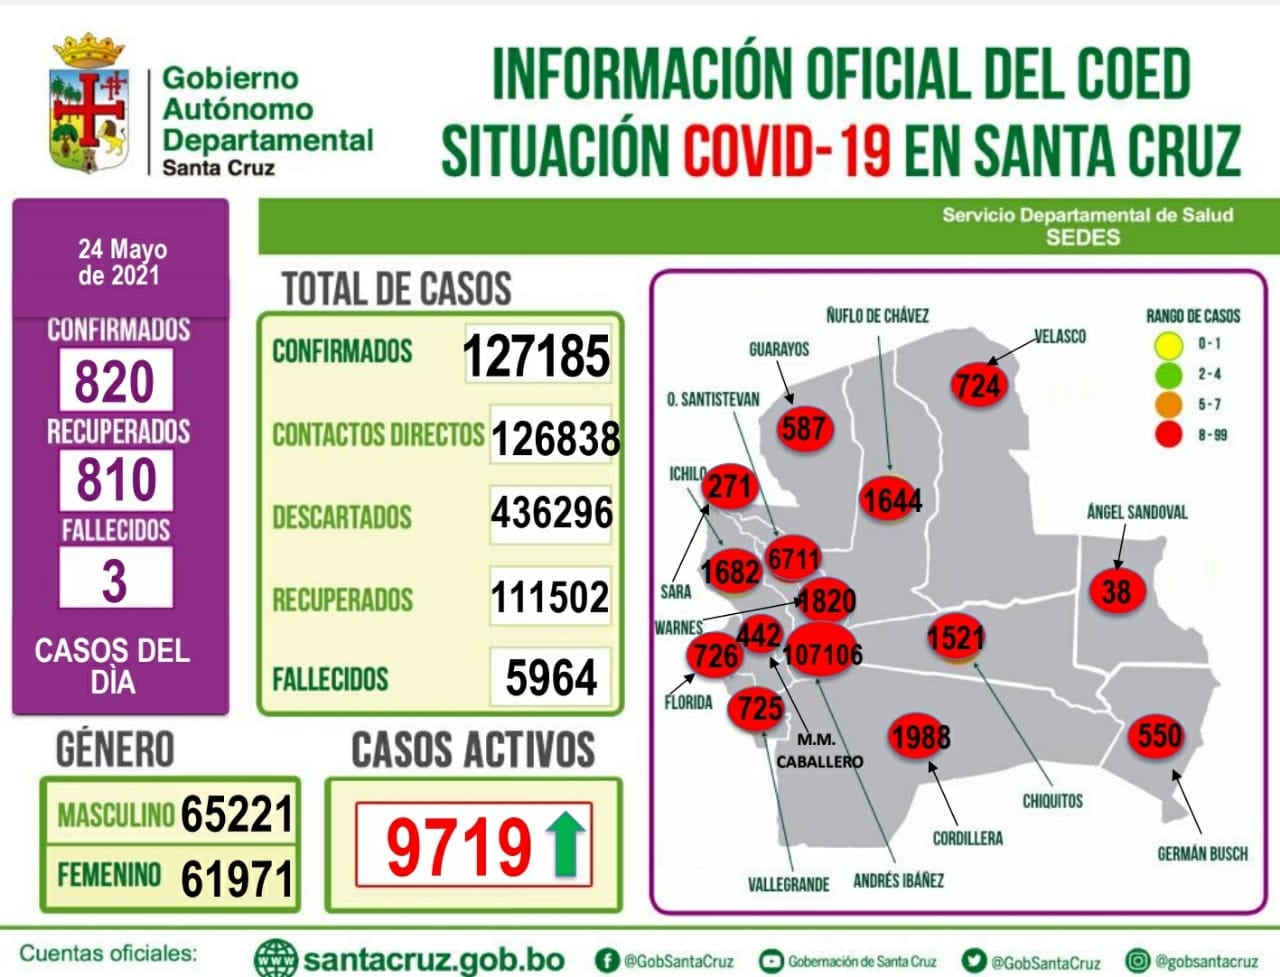 Gobierno
Autónomo
Departamental
Santa Cruz
INFORMACIÓN OFICIAL DEL COED
SITUACIÓN COVID-19 EN SANTA CRUZ
Servicio Departamental de Salud
SEDES
24 Mayo
de 2021
CONFIRMADOS
820
RECUPERADOS
810
FALLECIDOS
3
CASOS DEL
DÌA
TOTAL DE CASOS
CONFIRMADOS 127185
CONTACTOS DIRECTOS 126838
DESCARTADOS 436296
RECUPERADOS 111502
FALLECIDOS 5964
GÉNERO
MASCULINO 65221
FEMENINO 61971
CASOS ACTIVOS
9719
RANGO DE CASOS
0-1
2-4
5-7
8-99
ÑUFLO DE CHÁVEZ
VELASCO
GUARAYOS
724
O. SANTISTEVAN
587
ICHILO
271
1644
ÁNGEL SANDOVAL
6711
1682
38
SARA
1820
WARNES
442
1521
726
107106
FLORIDA
725
M.M.
CABALLERO
1988
550
CHIQUITOS
CORDILLERA
GERMÁN BUSCH
VALLEGRANDE
ANDRÉS IBÁÑEZ
Cuentas oficiales:
www
santacruz.gob.bo
@GobSantaCruz
Gobernación de Santa Cruz
@GobSantaCruz
@gobsantacruz